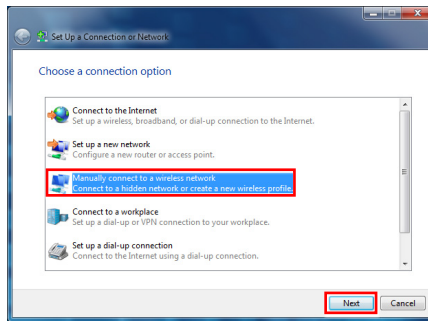 Set Up a Connection or Network
Choose a connection option
Connect to the Internet
Set up a wireless, broadband, or dial-up connection to the Internet.
Set up a new network
Configure a new router or access point.
Manually connect to a wireless network
Connect to a hidden network or create a new wireless profile.
Connect to a workplace
Set up a dial-up or VPN connection to your workplace.
Set up a dial-up connection
Connect to the Internet using a dial-up connection.
Next
Cancel